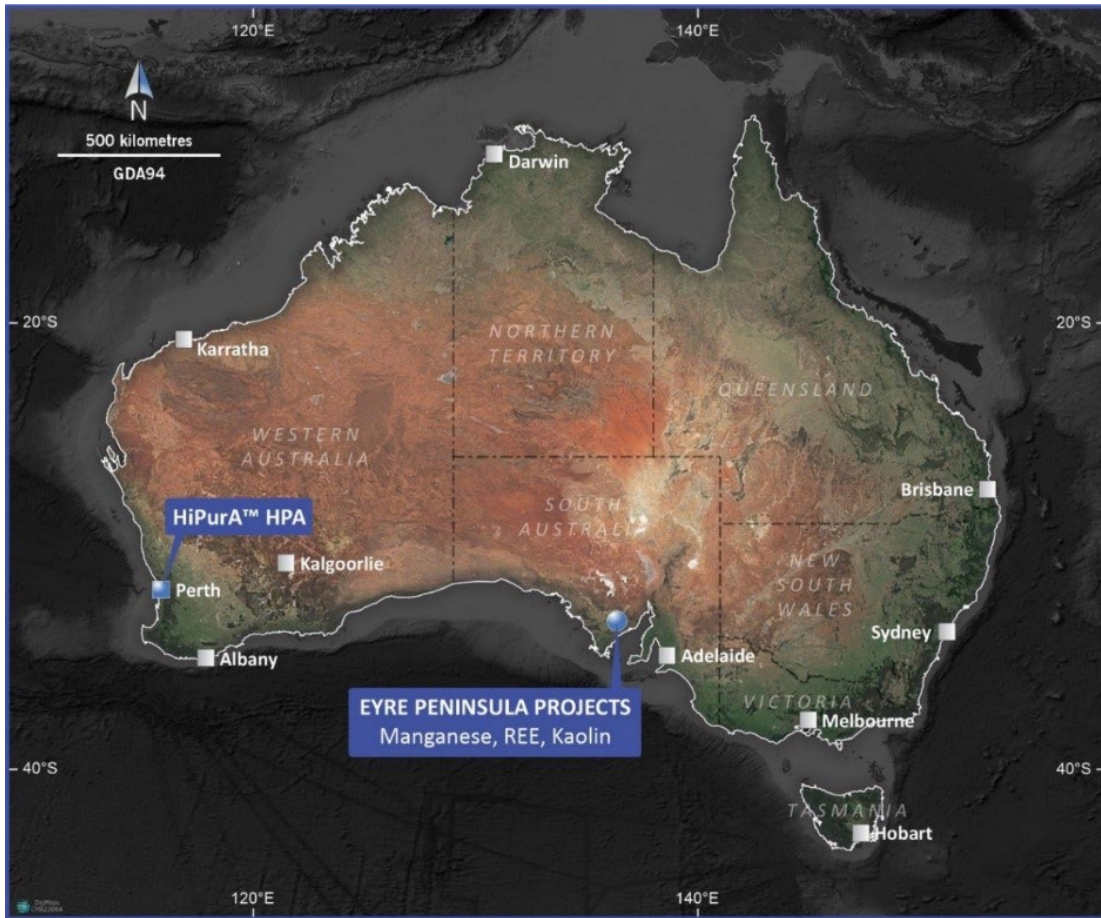 120°E
140°E
N
500 kilometres
GDA94
Darwin
20°S
20°S
NORTHERN
TERRITORY
Karratha
QUEENSLAND
WESTERN
AUSTRALIA
Brisbane
SOUTH
AUSTRALI
HiPurA™ HPA
Kalgoorlie
NEW
SOUTH
WALES
Perth
Sydney
Albany
Adelaide
EYRE PENINSULA PROJECTS
Manganese, REE, Kaolin
VICTORIA
Melbourne
40°S
40°S
TASMANIA
Hobart
120°E
140°E